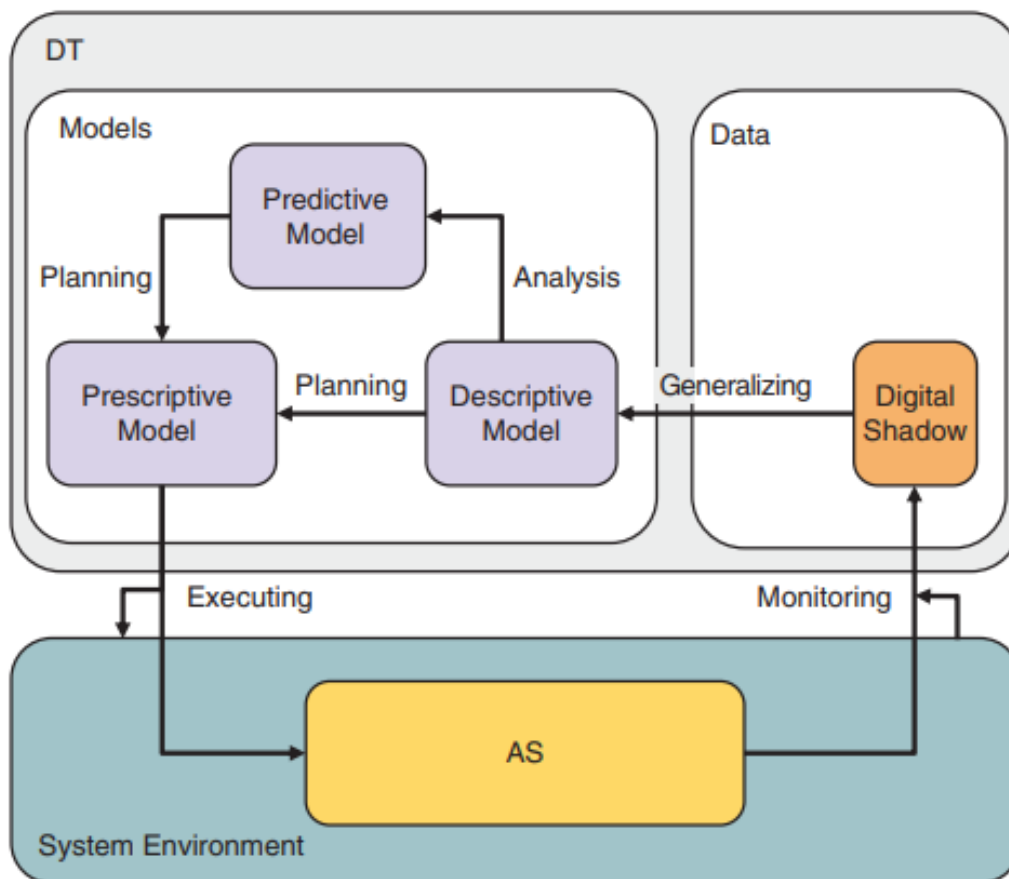 DT
Models
Data
Predictive
Model
Planning
Analysis
Prescriptive
Model
Planning
Descriptive
Model
Generalizing
Digital
Shadow
Executing
Monitoring
AS
System Environment